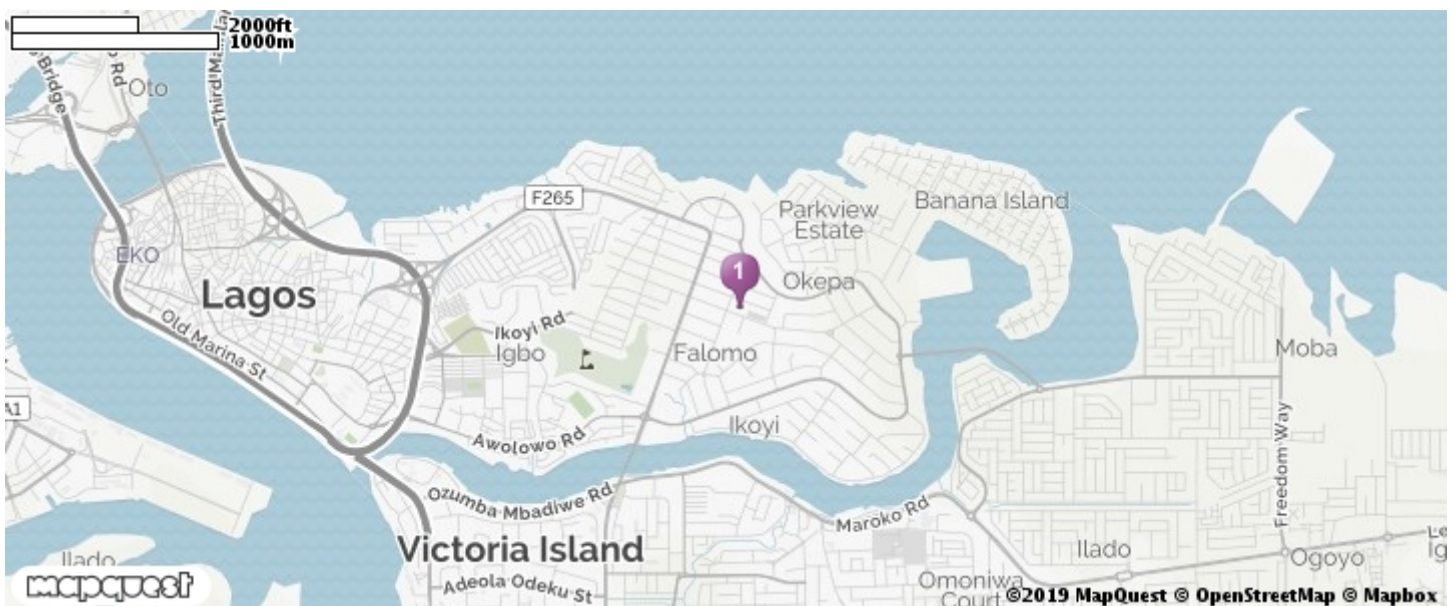 2000ft
1000m
Bridge
Rd
Oto
Third
F265
Parkview
Estate
Banana Island
EKO
1
Okepa
Lagos
Ikoyi Rd
Igbo
Falomo
Moba
Old Marina St
A1
Awolowo Rd
Ikoyi
Freedom Way
Ozumba Mbadiwe Rd
Maroko Rd
Victoria Island
Ilado
Ilado
Ogoyo
mapquest
Adeola Odeku St
Omoniwa
Court
©2019 MapQuest © OpenStreetMap © Mapbox